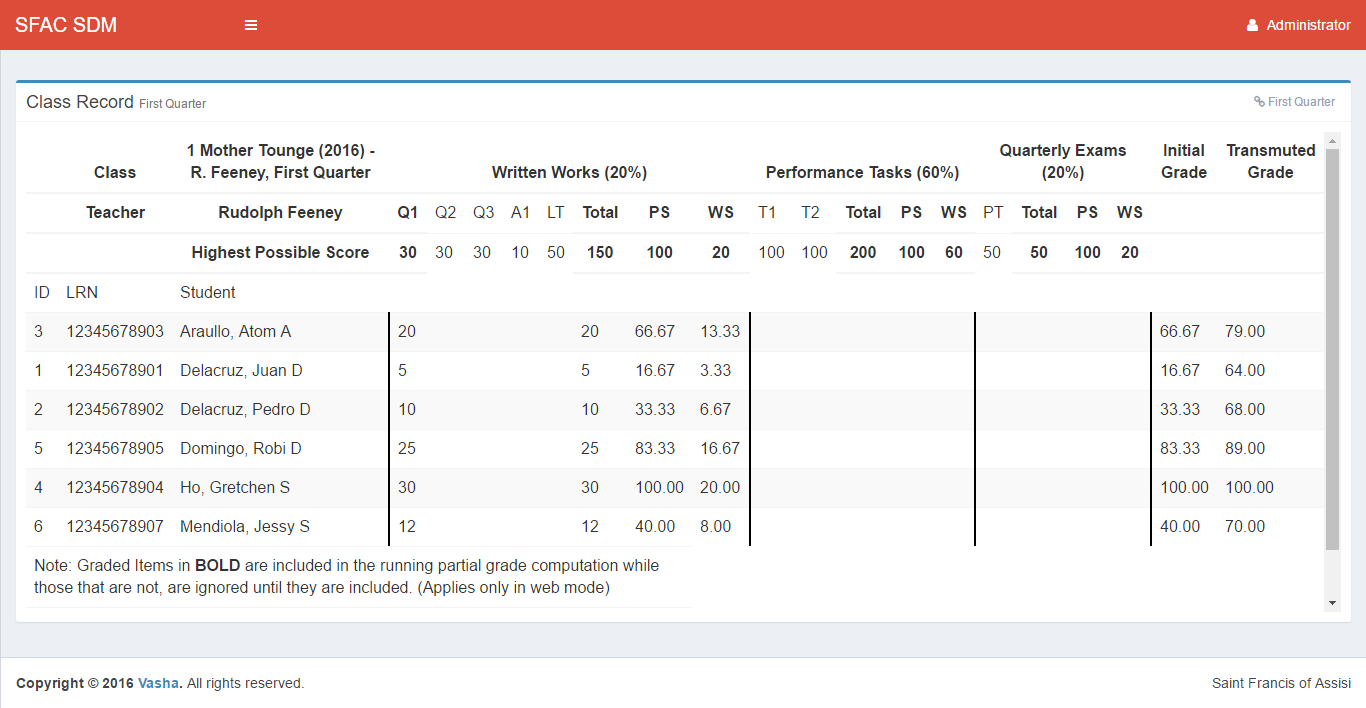 SFAC SDM Administrator
Class Record First Quarter First Quarter
Class 1 Mother Tounge (2016) - R. Feeney, First Quarter Written Works (20%) Performance Tasks (60%) Quarterly Exams (20%) Initial Grade Transmuted Grade
Teacher Rudolph Feeney Q1 Q2 Q3 A1 LT Total PS WS T1 T2 Total PS WS PT Total PS WS
Highest Possible Score 30 30 30 10 50 150 100 20 100 100 200 100 60 50 50 100 20
ID LRN Student
3 12345678903 Araullo, Atom A 20 20 66.67 13.33 66.67 79.00
1 12345678901 Delacruz, Juan D 5 5 16.67 3.33 16.67 64.00
2 12345678902 Delacruz, Pedro D 10 10 33.33 6.67 33.33 68.00
5 12345678905 Domingo, Robi D 25 25 83.33 16.67 83.33 89.00
4 12345678904 Ho, Gretchen S 30 30 100.00 20.00 100.00 100.00
6 12345678907 Mendiola, Jessy S 12 12 40.00 8.00 40.00 70.00
Note: Graded Items in BOLD are included in the running partial grade computation while
those that are not, are ignored until they are included. (Applies only in web mode)
Copyright © 2016 Vasha. All rights reserved. Saint Francis of Assisi